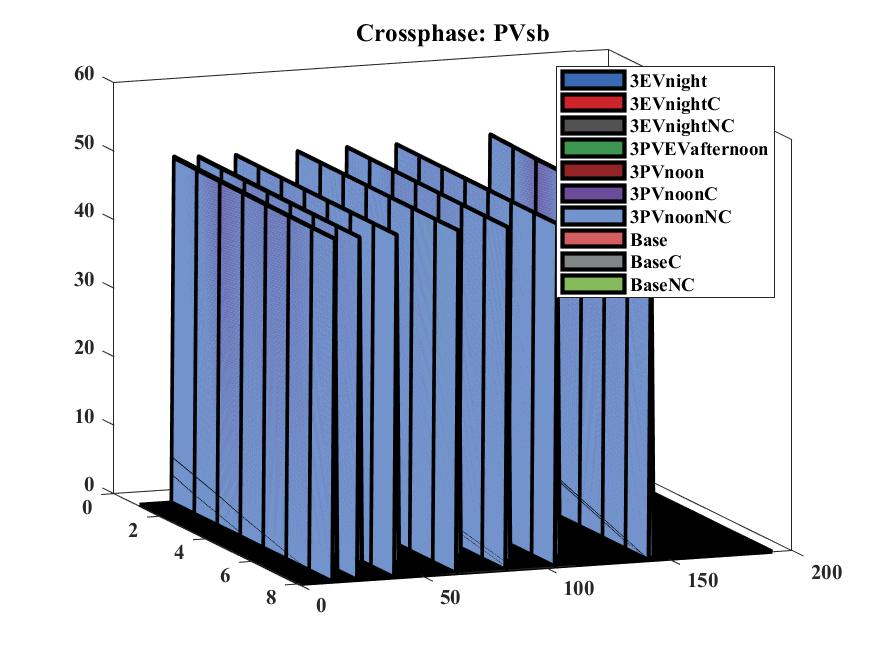 Crossphase: PVsb
60
50
40
30
20
10
0
0
2
4
6
8
0
50
100
150
200
3EVnight
3EVnightC
3EVnightNC
3PVEVafternoon
3PVnoon
3PVnoonC
3PVnoonNC
Base
BaseC
BaseNC